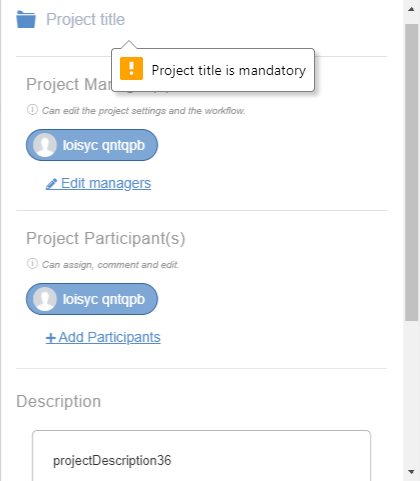 Project title
Project title is mandatory
Project Mana
Can edit the project settings and the workflow.
loisyc qntqpb
Edit managers
Project Participant(s)
Can assign, comment and edit.
loisyc qntqpb
Add Participants
Description
projectDescription36